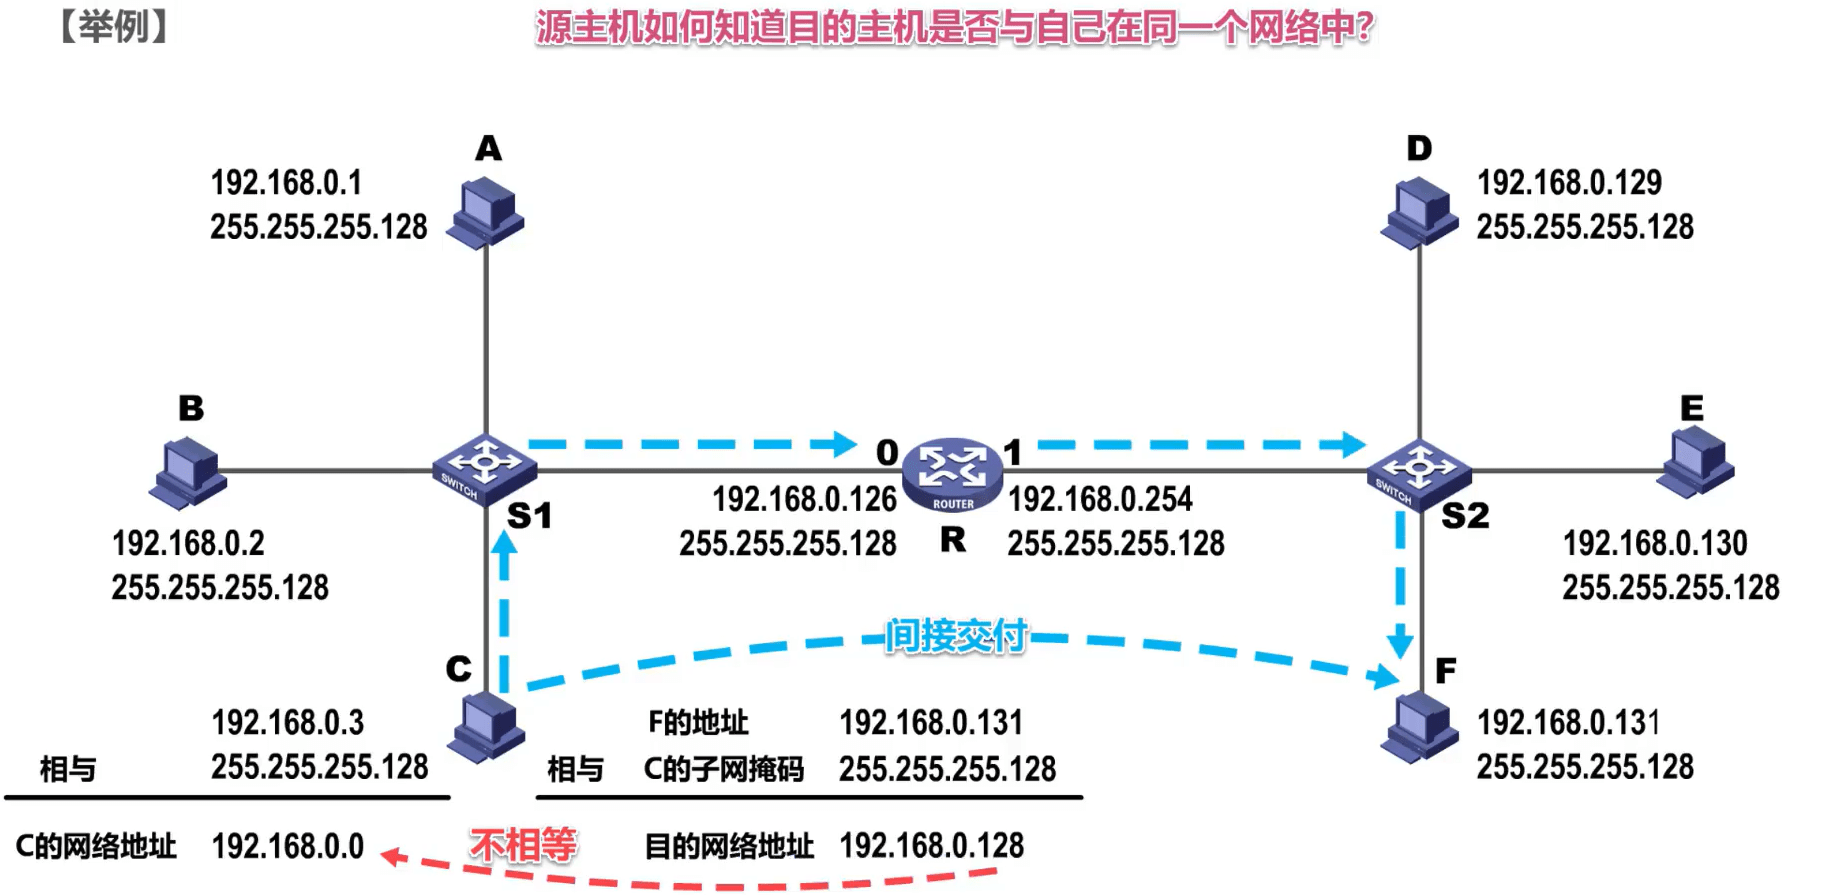 【举例】
源主机如何知道目的主机是否与自己在同一个网络中?
A
192.168.0.1
255.255.255.128
D
192.168.0.129
255.255.255.128
B
192.168.0.2
255.255.255.128
SWITCH
S1
0
1
ROUTER
R
192.168.0.126
255.255.255.128
192.168.0.254
255.255.255.128
SWITCH
S2
E
192.168.0.130
255.255.255.128
间接交付
C
192.168.0.3
相与 255.255.255.128
C的网络地址 192.168.0.0
F的地址 192.168.0.131
相与 C的子网掩码 255.255.255.128
目的网络地址 192.168.0.128
不相等
F
192.168.0.131
255.255.255.128